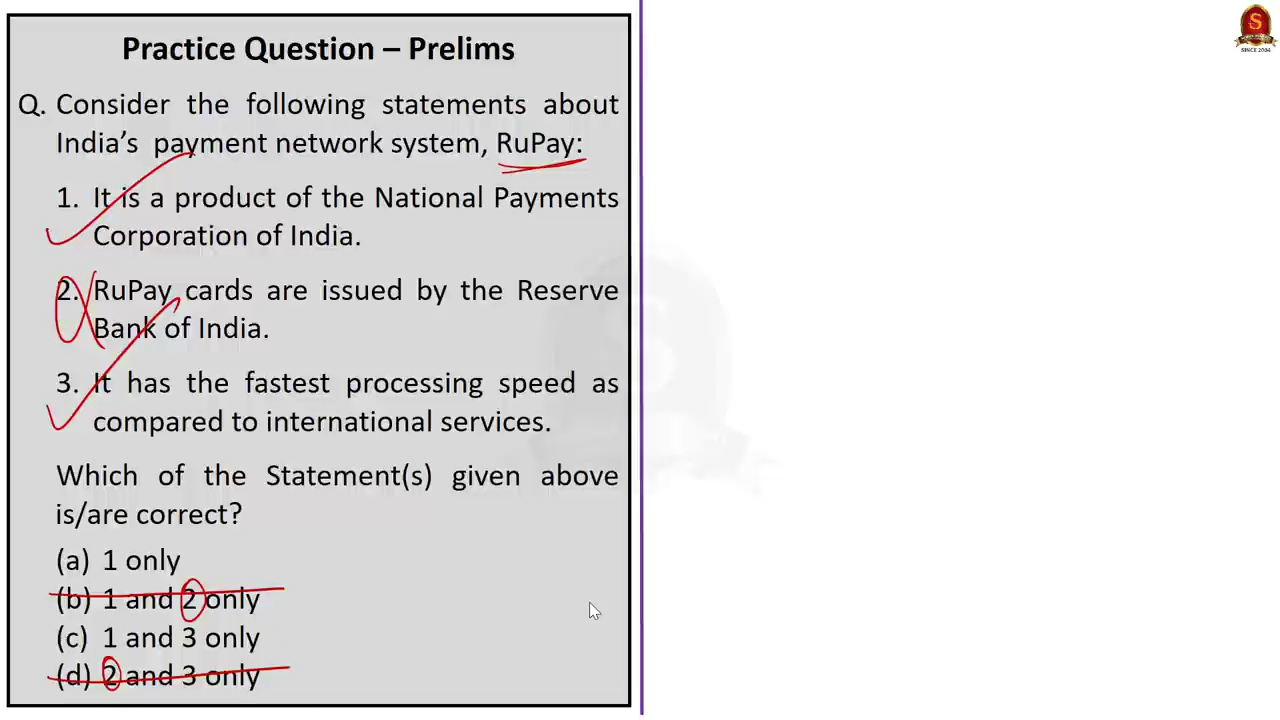 Practice Question – Prelims
Q. Consider the following statements about
India's payment network system, RuPay:
1. It is a product of the National Payments
Corporation of India.
2. RuPay cards are issued by the Reserve
Bank of India.
3. It has the fastest processing speed as
compared to international services.
Which of the Statement(s) given above
is/are correct?
(a) 1 only
(b) 1 and 2 only
(c) 1 and 3 only
(d) 2 and 3 only
S
SINCE 2004